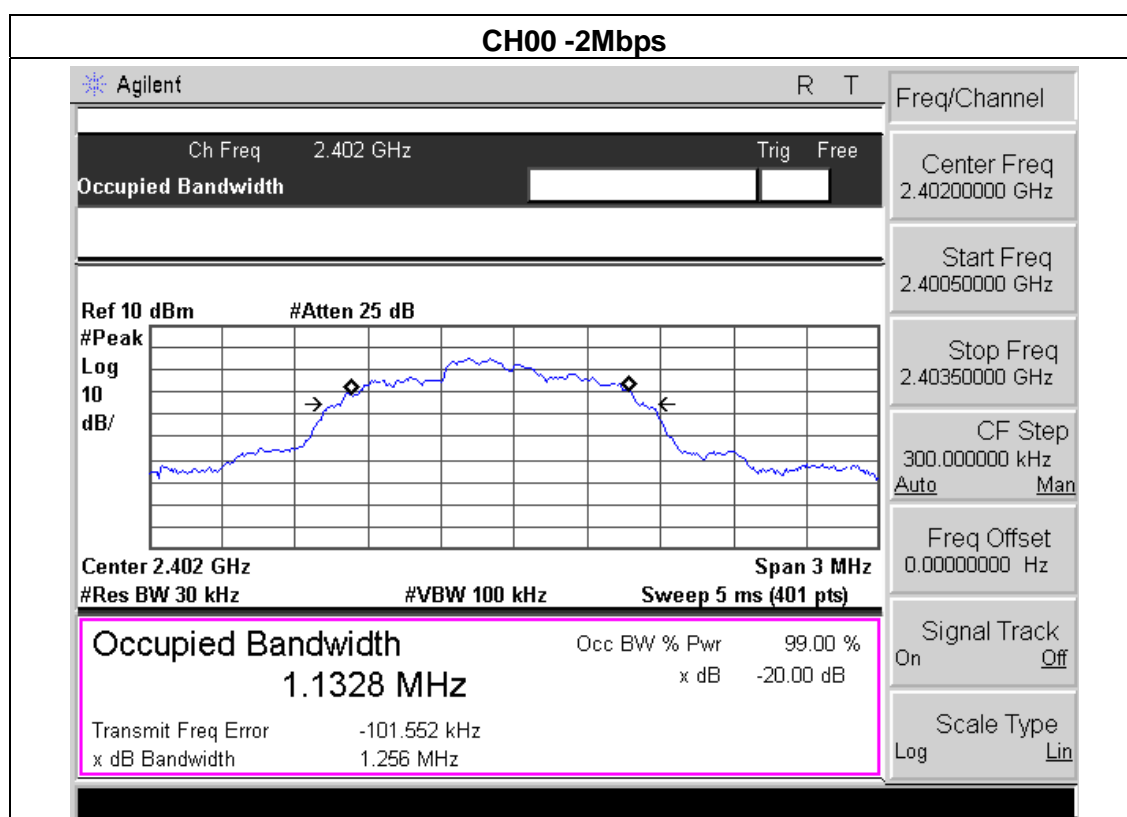 CH00 -2Mbps
Agilent R T
Freq/Channel
Ch Freq 2.402 GHz Trig Free
Occupied Bandwidth
Center Freq
2.40200000 GHz
Start Freq
2.40050000 GHz
Ref 10 dBm #Atten 25 dB
#Peak
Log
10
dB/
Stop Freq
2.40350000 GHz
CF Step
300.000000 kHz
Auto Man
Freq Offset
0.00000000 Hz
Center 2.402 GHz Span 3 MHz
#Res BW 30 kHz #VBW 100 kHz Sweep 5 ms (401 pts)
Occupied Bandwidth Occ BW % Pwr 99.00 %
1.1328 MHz x dB -20.00 dB
Transmit Freq Error -101.552 kHz
x dB Bandwidth 1.256 MHz
Signal Track
On Off
Scale Type
Log Lin